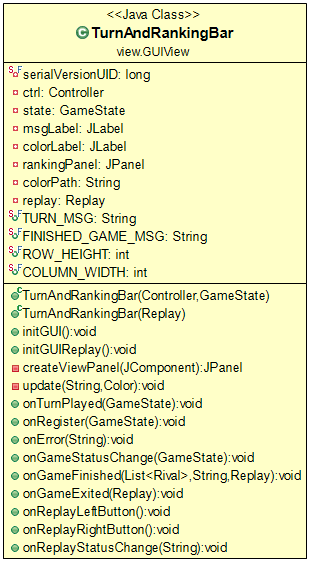 <<Java Class>>
TurnAndRankingBar
view.GUIView
serialVersionUID: long
ctrl: Controller
state: GameState
msgLabel: JLabel
colorLabel: JLabel
rankingPanel: JPanel
colorPath: String
replay: Replay
TURN_MSG: String
FINISHED_GAME_MSG: String
ROW_HEIGHT: int
COLUMN_WIDTH: int
TurnAndRankingBar(Controller,GameState)
TurnAndRankingBar(Replay)
initGUI():void
initGUIReplay():void
createViewPanel(JComponent):JPanel
update(String,Color):void
onTurnPlayed(GameState):void
onRegister(GameState):void
onError(String):void
onGameStatusChange(GameState):void
onGameFinished(List<Rival>,String,Replay):void
onGameExited(Replay):void
onReplayLeftButton():void
onReplayRightButton():void
onReplayStatusChange(String):void